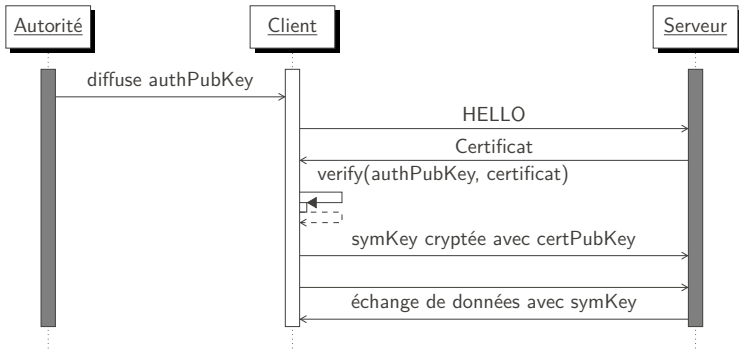 Autorité
Client
Serveur
diffuse authPubKey
HELLO
Certificat
verify(authPubKey, certificat)
symKey cryptée avec certPubKey
échange de données avec symKey